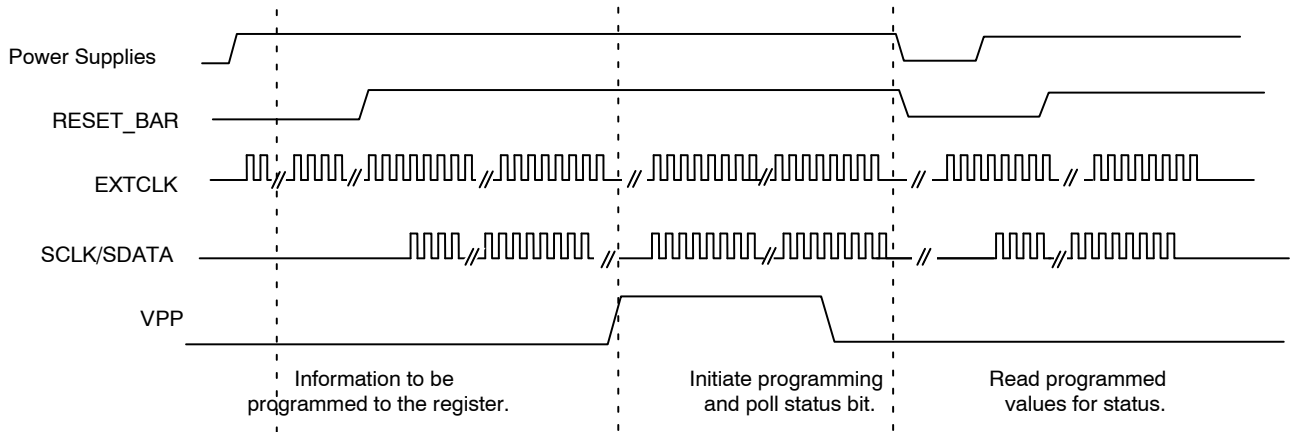 Power Supplies
RESET_BAR
EXTCLK
SCLK/SDATA
VPP
Information to be
programmed to the register.
Initiate programming
and poll status bit.
Read programmed
values for status.